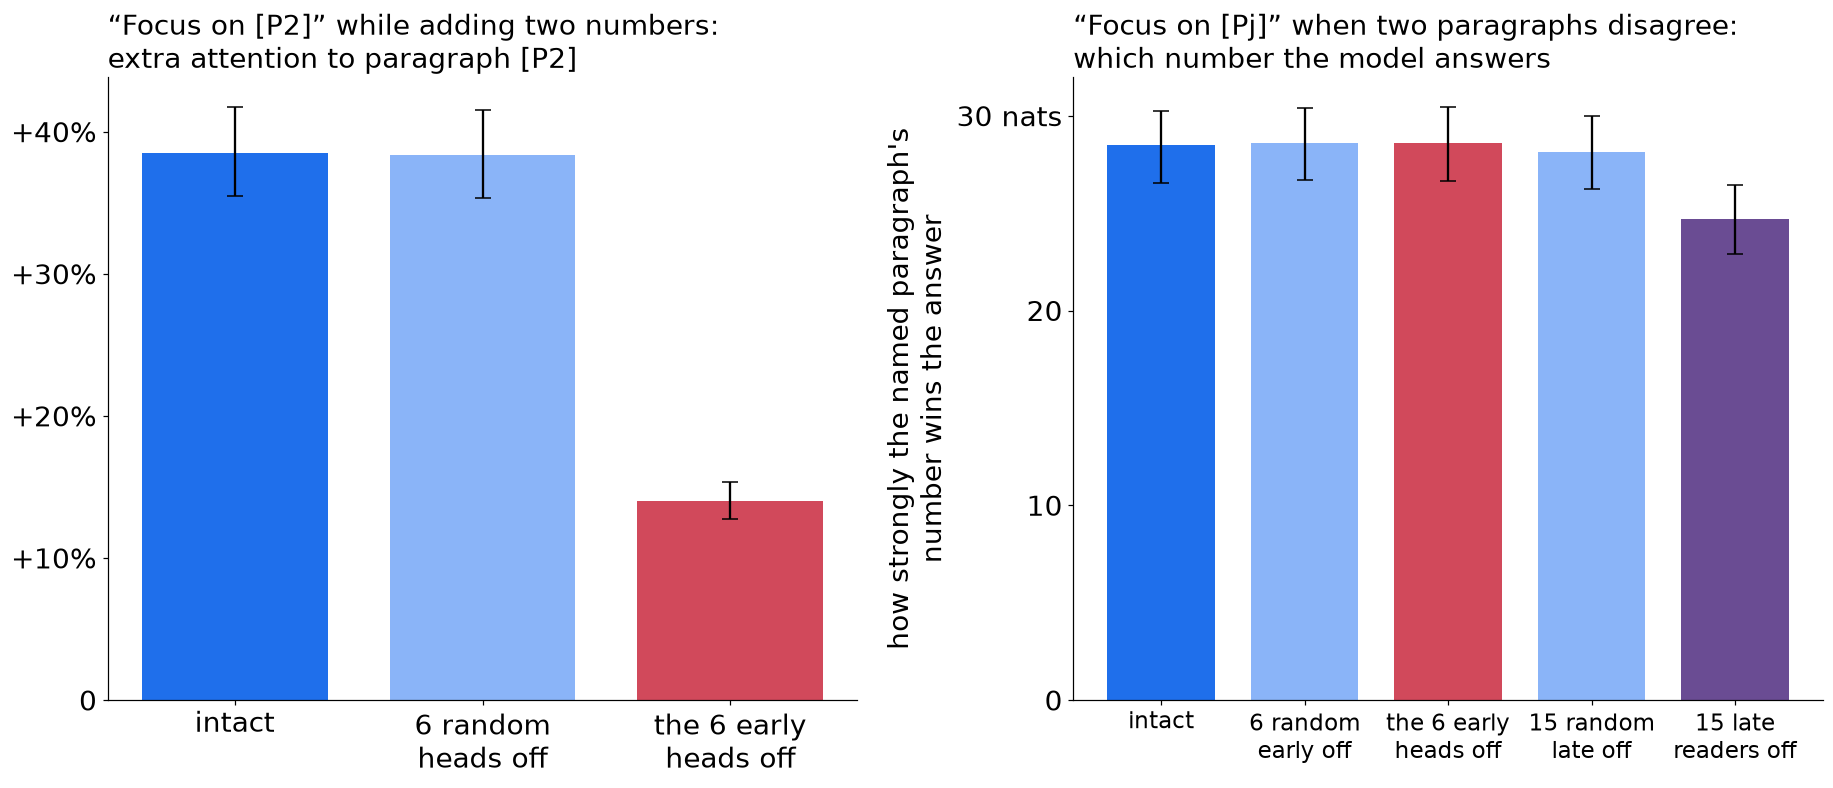 “Focus on [P2]” while adding two numbers:
extra attention to paragraph [P2]
+40%
+30%
+20%
+10%
0
intact
6 random
heads off
the 6 early
heads off
“Focus on [Pj]” when two paragraphs disagree:
which number the model answers
how strongly the named paragraph's
number wins the answer
30 nats
20
10
0
intact
6 random
early off
the 6 early
heads off
15 random
late off
15 late
readers off